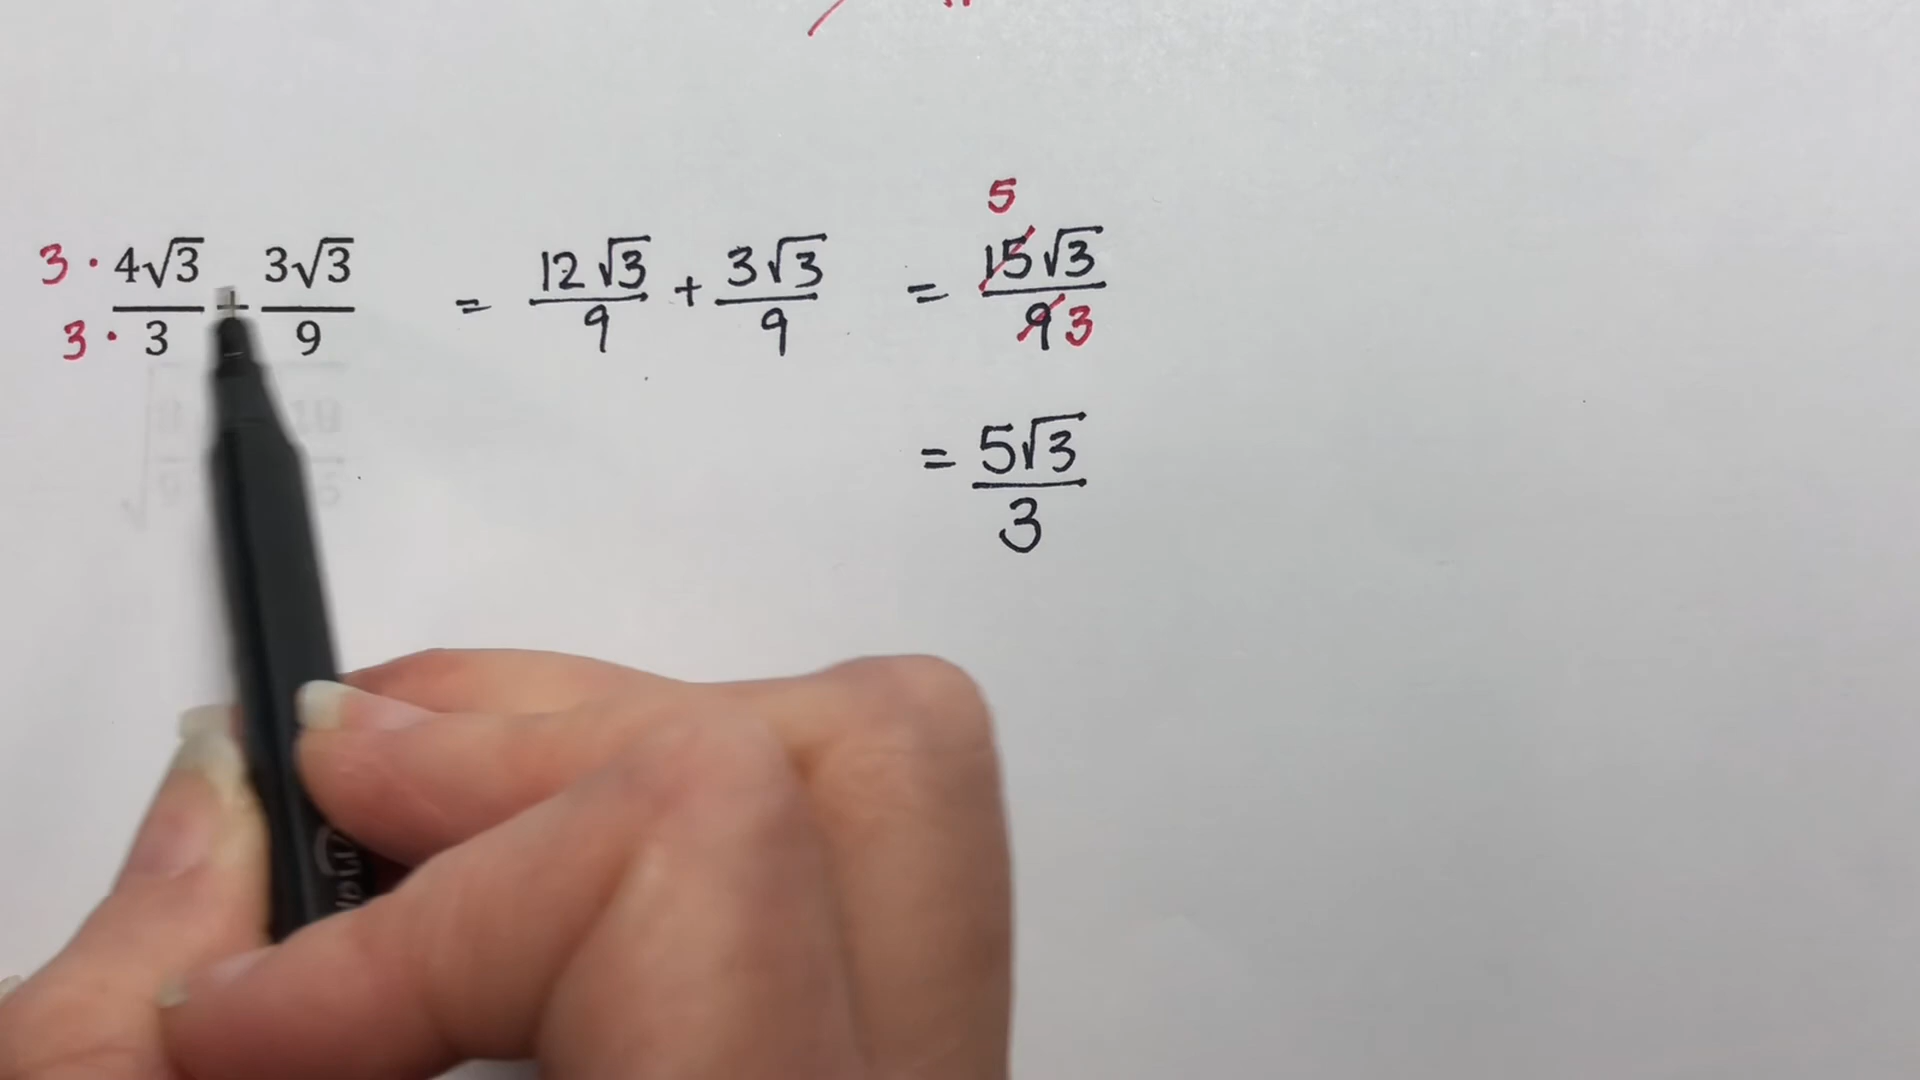 5
3 · 4√3/3 + 3√3/9 = 12√3/9 + 3√3/9 = 15√3/9 3
3 ·
= 5√3/3